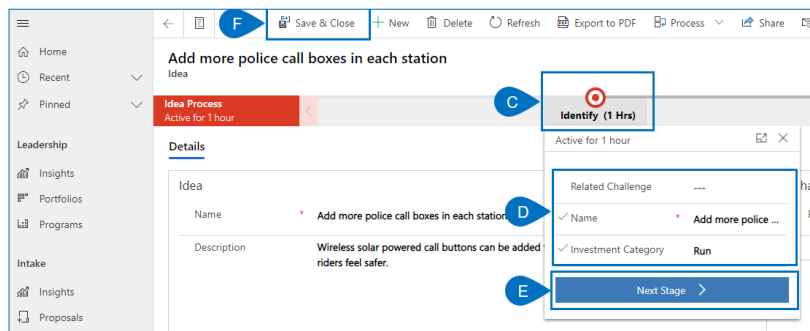 F
Save & Close
New
Delete
Refresh
Export to PDF
Process
Share
Home
Recent
Pinned
Leadership
Insights
Portfolios
Programs
Intake
Insights
Proposals
Add more police call boxes in each station
Idea
Idea Process
Active for 1 hour
C
Identify (1 Hrs)
Details
Idea
Name * Add more police call boxes in each station
Description Wireless solar powered call buttons can be added
riders feel safer.
Active for 1 hour
D
Related Challenge ---
Name * Add more police ...
Investment Category Run
E
Next Stage